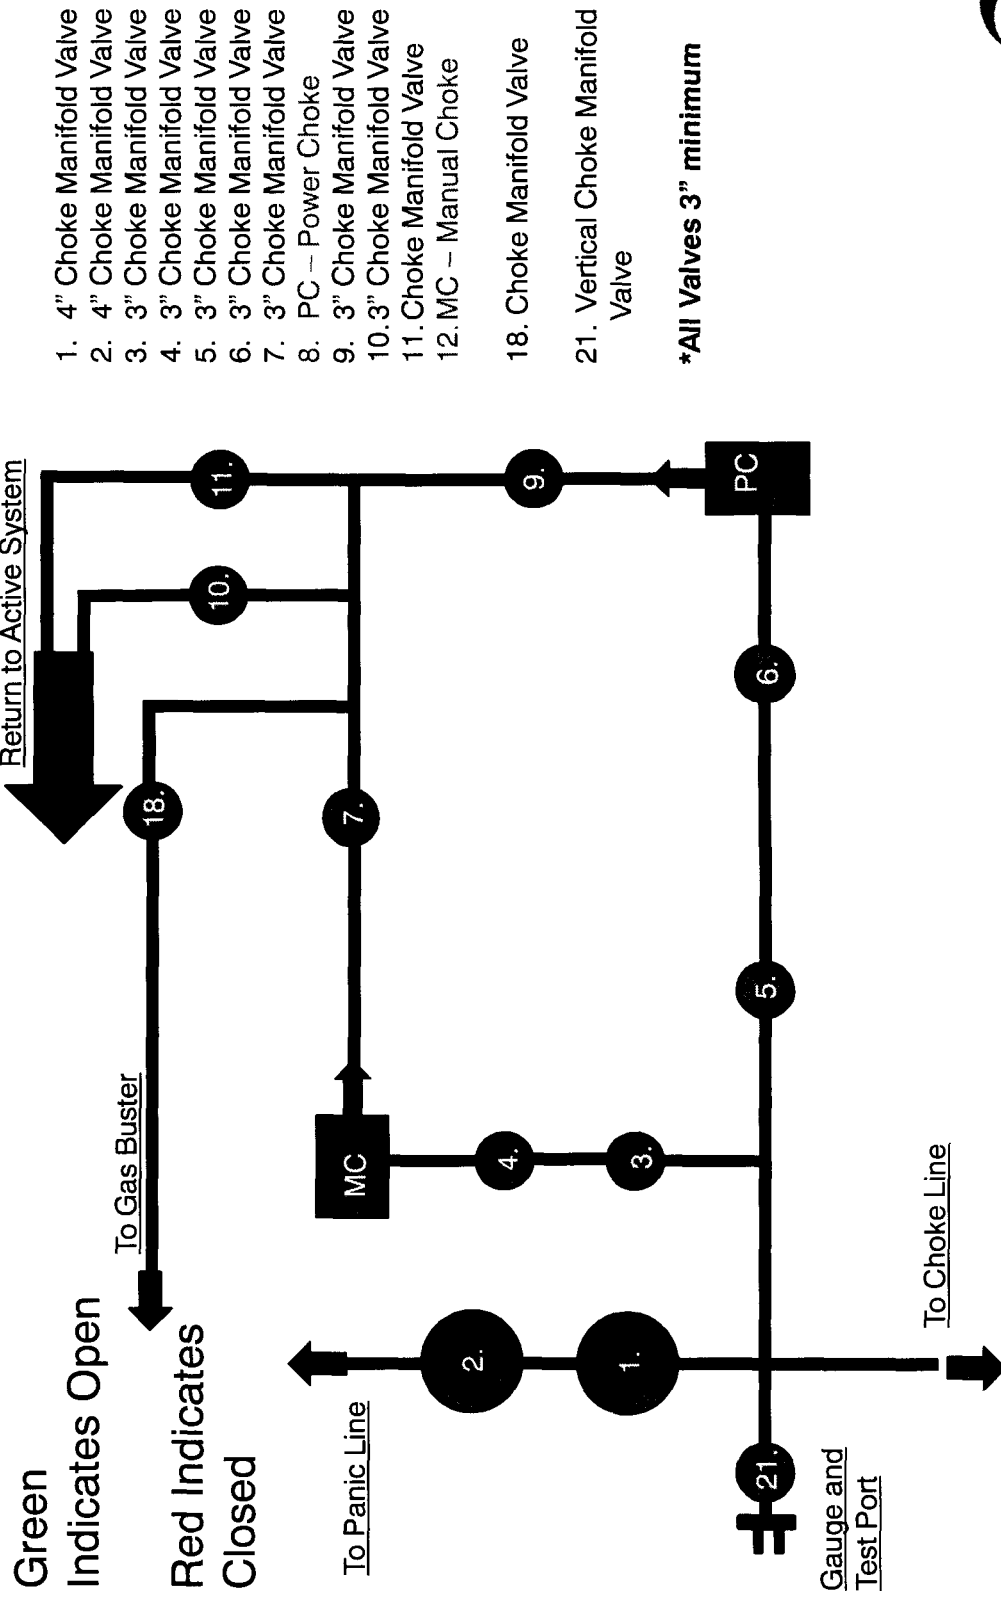 Green
Indicates Open
Red Indicates
Closed
To Gas Buster
Return to Active System
18.
10.
11.
7.
To Panic Line
2.
1.
MC
4.
3.
9.
PC
21.
5.
6.
Gauge and
Test Port
To Choke Line
1. 4” Choke Manifold Valve
2. 4” Choke Manifold Valve
3. 3” Choke Manifold Valve
4. 3” Choke Manifold Valve
5. 3” Choke Manifold Valve
6. 3” Choke Manifold Valve
7. 3” Choke Manifold Valve
8. PC – Power Choke
9. 3” Choke Manifold Valve
10. 3” Choke Manifold Valve
11. Choke Manifold Valve
12. MC – Manual Choke
18. Choke Manifold Valve
21. Vertical Choke Manifold
Valve
*All Valves 3” minimum